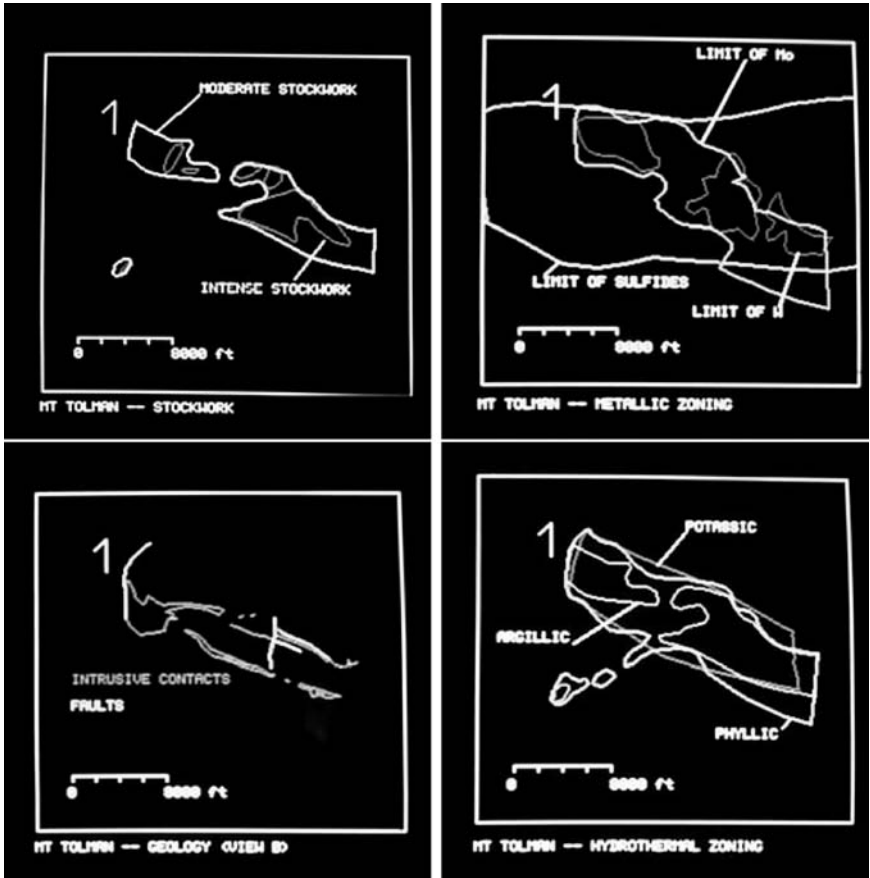 1
MODERATE STOCKWORK
INTENSE STOCKWORK
0 8000 ft
MT TOLMAN -- STOCKWORK
1
LIMIT OF Mo
LIMIT OF SULFIDES
LIMIT OF W
0 8000 ft
MT TOLMAN -- METALLIC ZONING
1
INTRUSIVE CONTACTS
FAULTS
0 8000 ft
MT TOLMAN -- GEOLOGY (VIEW B)
1
POTASSIC
ARGILLIC
PHYLLIC
0 8000 ft
MT TOLMAN -- HYDROTHERMAL ZONING